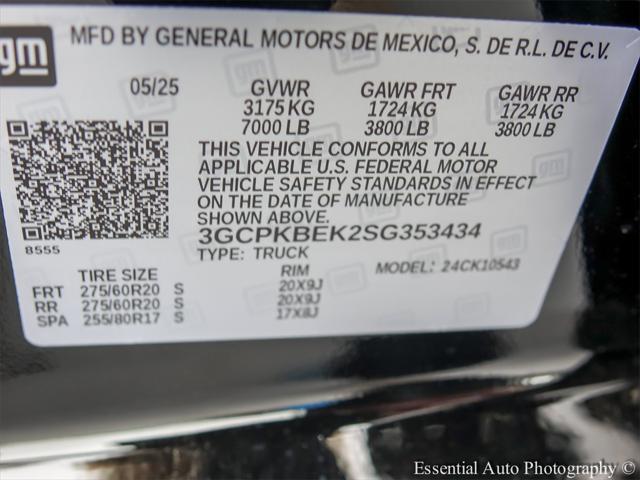 gm
MFD BY GENERAL MOTORS DE MEXICO, S. DE R.L. DE C.V.
05/25 GVWR GAWR FRT GAWR RR
3175 KG 1724 KG 1724 KG
7000 LB 3800 LB 3800 LB
THIS VEHICLE CONFORMS TO ALL
APPLICABLE U.S. FEDERAL MOTOR
VEHICLE SAFETY STANDARDS IN EFFECT
ON THE DATE OF MANUFACTURE
SHOWN ABOVE.
8555 3GCPKBEK2SG353434
TYPE: TRUCK MODEL: 24CK10543
TIRE SIZE RIM
FRT 275/60R20 S 20X9J
RR 275/60R20 S 20X9J
SPA 255/80R17 S 17X8J
Essential Auto Photography ©